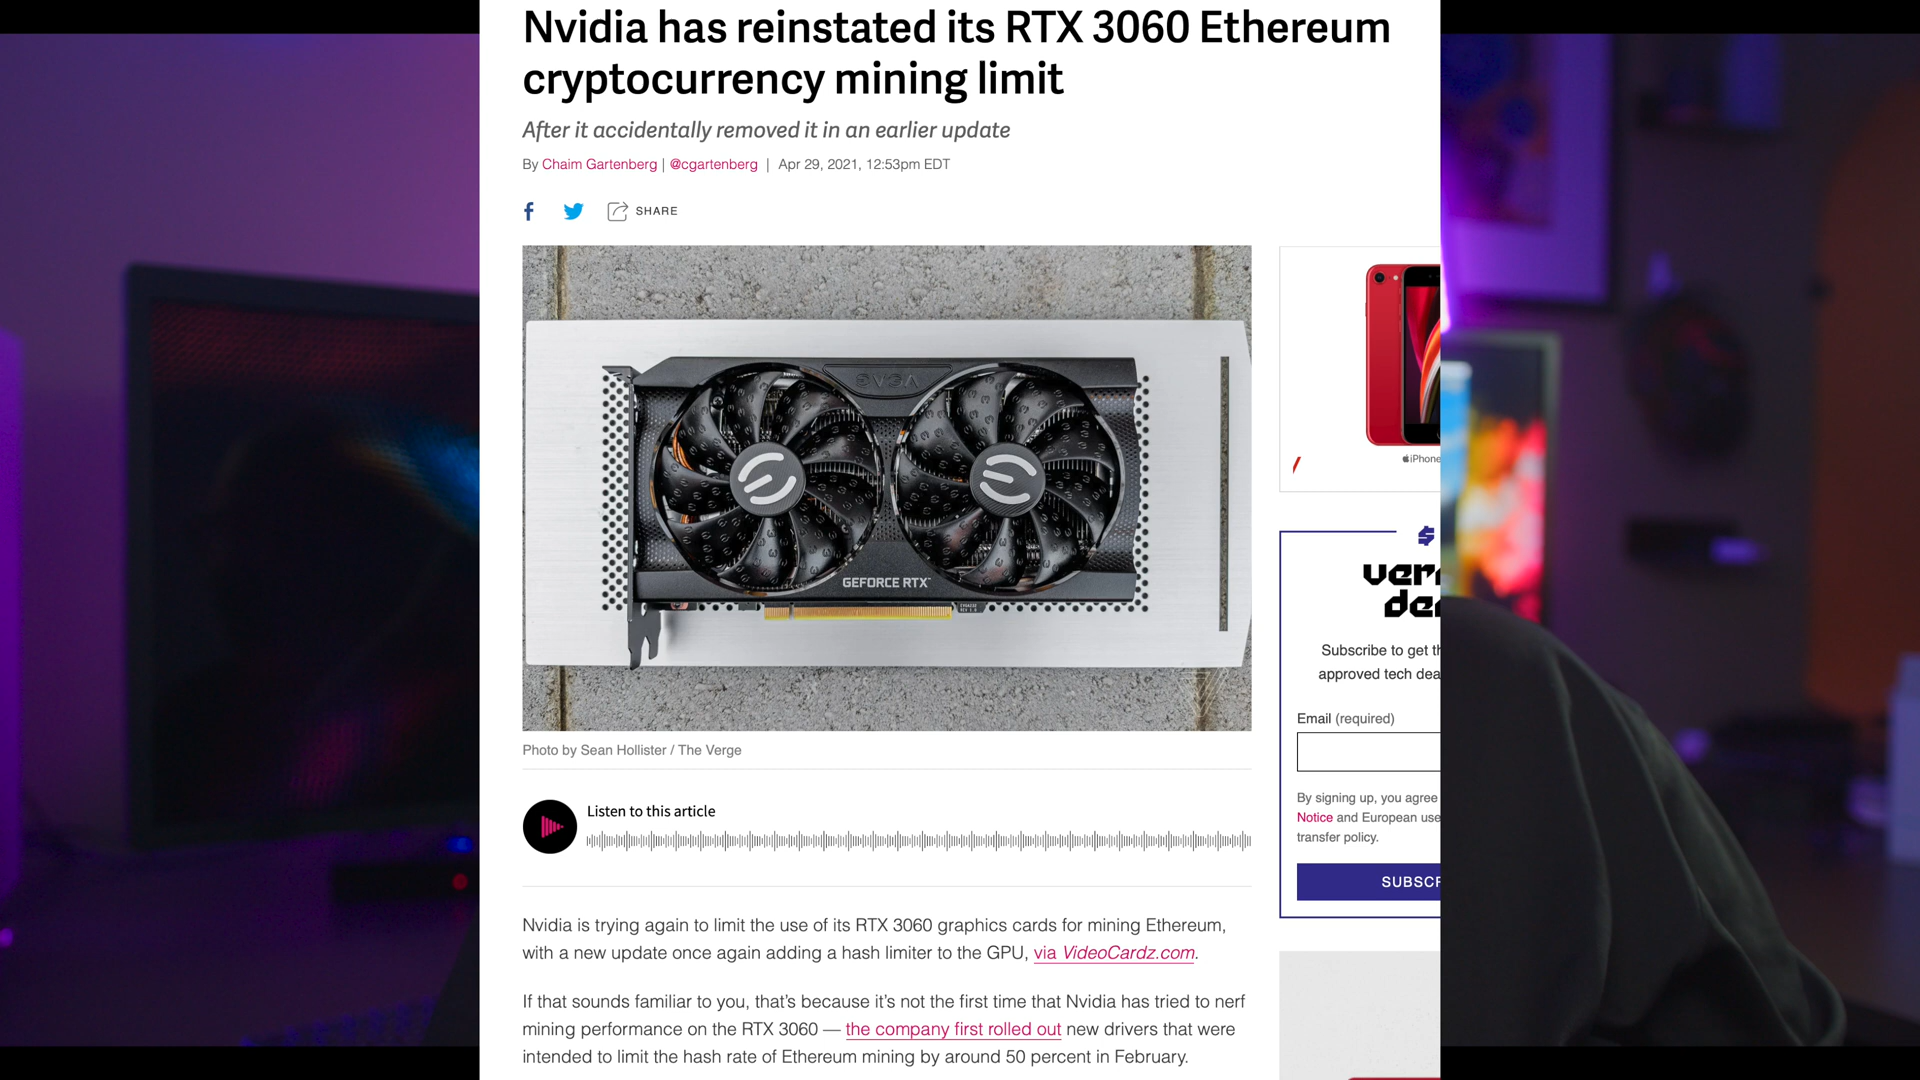 Nvidia has reinstated its RTX 3060 Ethereum
cryptocurrency mining limit
After it accidentally removed it in an earlier update
By Chaim Gartenberg | @cgartenberg | Apr 29, 2021, 12:53pm EDT
SHARE
EVGA
GEFORCE RTX
iPhone
Photo by Sean Hollister / The Verge
Listen to this article
Nvidia is trying again to limit the use of its RTX 3060 graphics cards for mining Ethereum,
with a new update once again adding a hash limiter to the GPU, via VideoCardz.com.
If that sounds familiar to you, that's because it's not the first time that Nvidia has tried to nerf
mining performance on the RTX 3060 — the company first rolled out new drivers that were
intended to limit the hash rate of Ethereum mining by around 50 percent in February.
Subscribe to get
approved tech
Email (required)
By signing up, you agree
Notice and European
transfer policy.